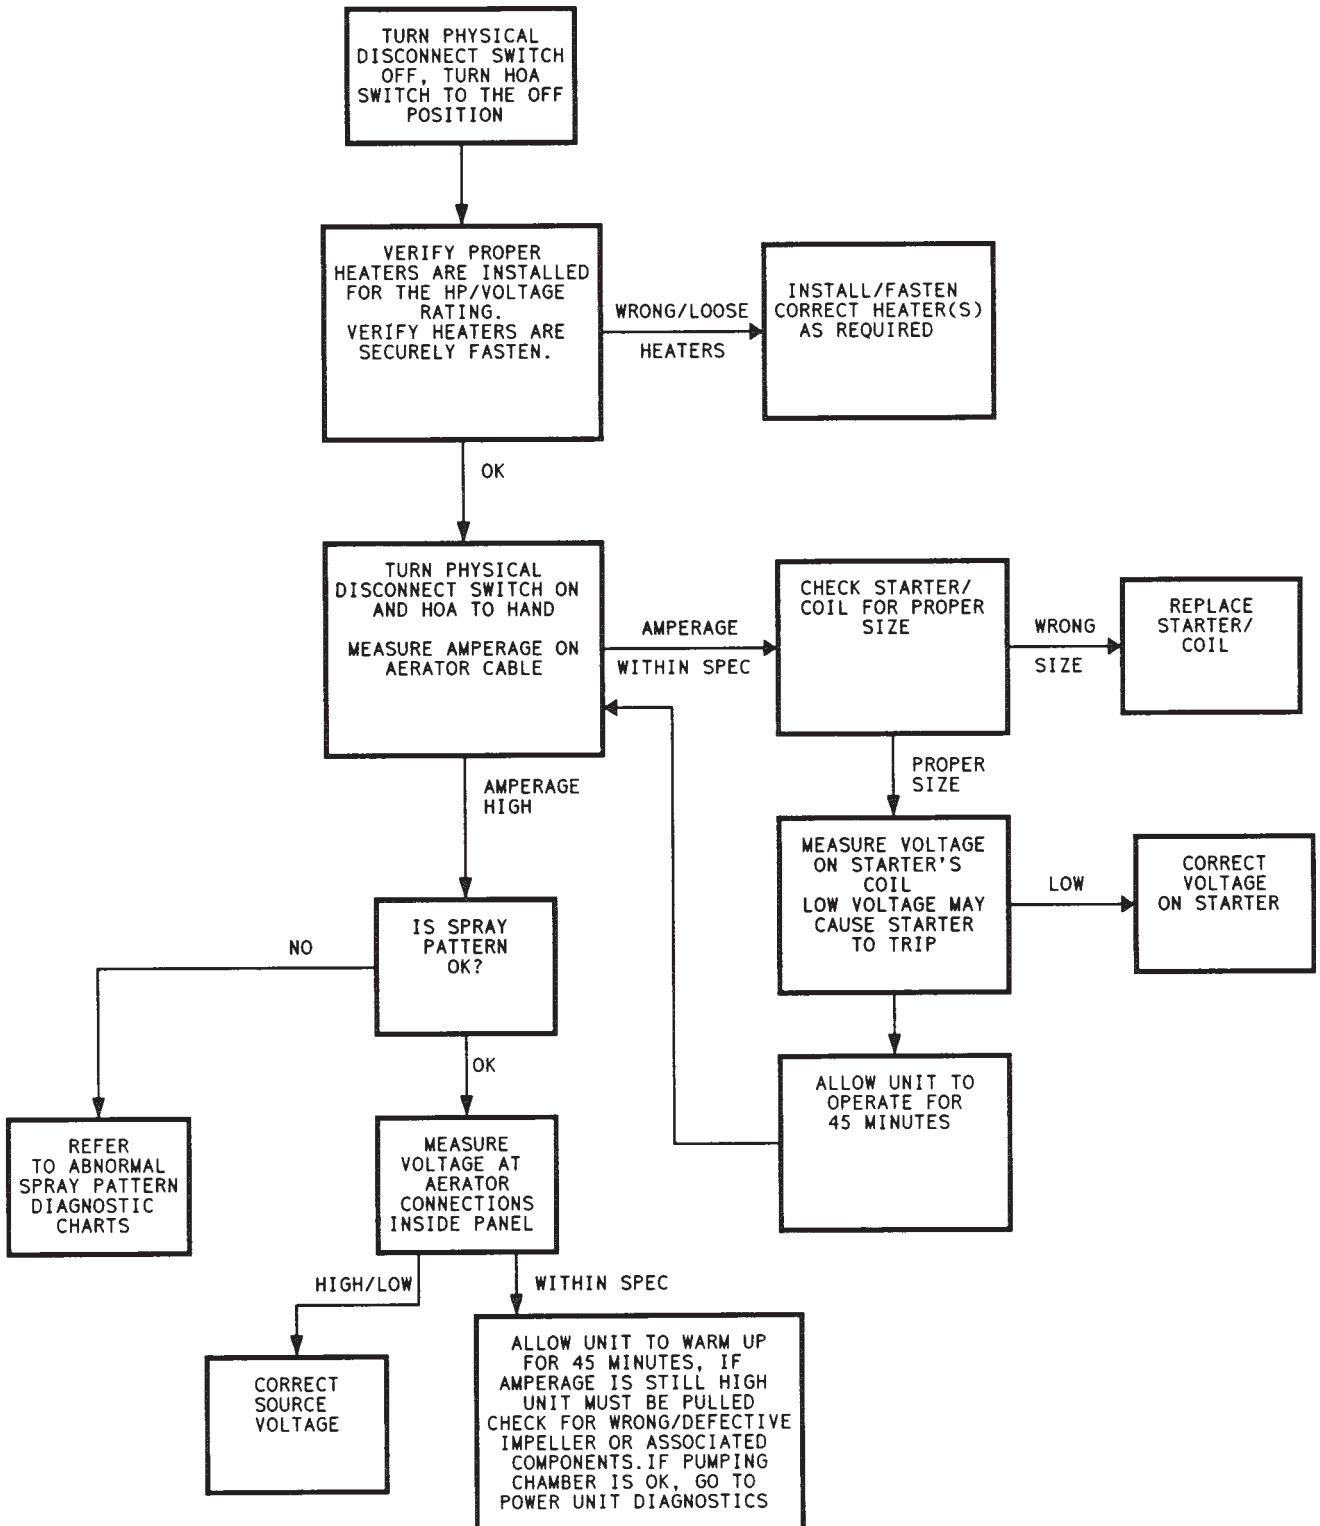 TURN PHYSICAL
DISCONNECT SWITCH
OFF, TURN HOA
SWITCH TO THE OFF
POSITION
VERIFY PROPER
HEATERS ARE INSTALLED
FOR THE HP/VOLTAGE
RATING.
VERIFY HEATERS ARE
SECURELY FASTEN.
WRONG/LOOSE
HEATERS
INSTALL/FASTEN
CORRECT HEATER(S)
AS REQUIRED
OK
TURN PHYSICAL
DISCONNECT SWITCH ON
AND HOA TO HAND
MEASURE AMPERAGE ON
AERATOR CABLE
AMPERAGE
WITHIN SPEC
CHECK STARTER/
COIL FOR PROPER
SIZE
WRONG
SIZE
REPLACE
STARTER/
COIL
PROPER
SIZE
AMPERAGE
HIGH
MEASURE VOLTAGE
ON STARTER'S
COIL
LOW VOLTAGE MAY
CAUSE STARTER
TO TRIP
LOW
CORRECT
VOLTAGE
ON STARTER
IS SPRAY
PATTERN
OK?
NO
OK
ALLOW UNIT TO
OPERATE FOR
45 MINUTES
REFER
TO ABNORMAL
SPRAY PATTERN
DIAGNOSTIC
CHARTS
MEASURE
VOLTAGE AT
AERATOR
CONNECTIONS
INSIDE PANEL
HIGH/LOW
WITHIN SPEC
CORRECT
SOURCE
VOLTAGE
ALLOW UNIT TO WARM UP
FOR 45 MINUTES, IF
AMPERAGE IS STILL HIGH
UNIT MUST BE PULLED
CHECK FOR WRONG/DEFECTIVE
IMPELLER OR ASSOCIATED
COMPONENTS.IF PUMPING
CHAMBER IS OK, GO TO
POWER UNIT DIAGNOSTICS